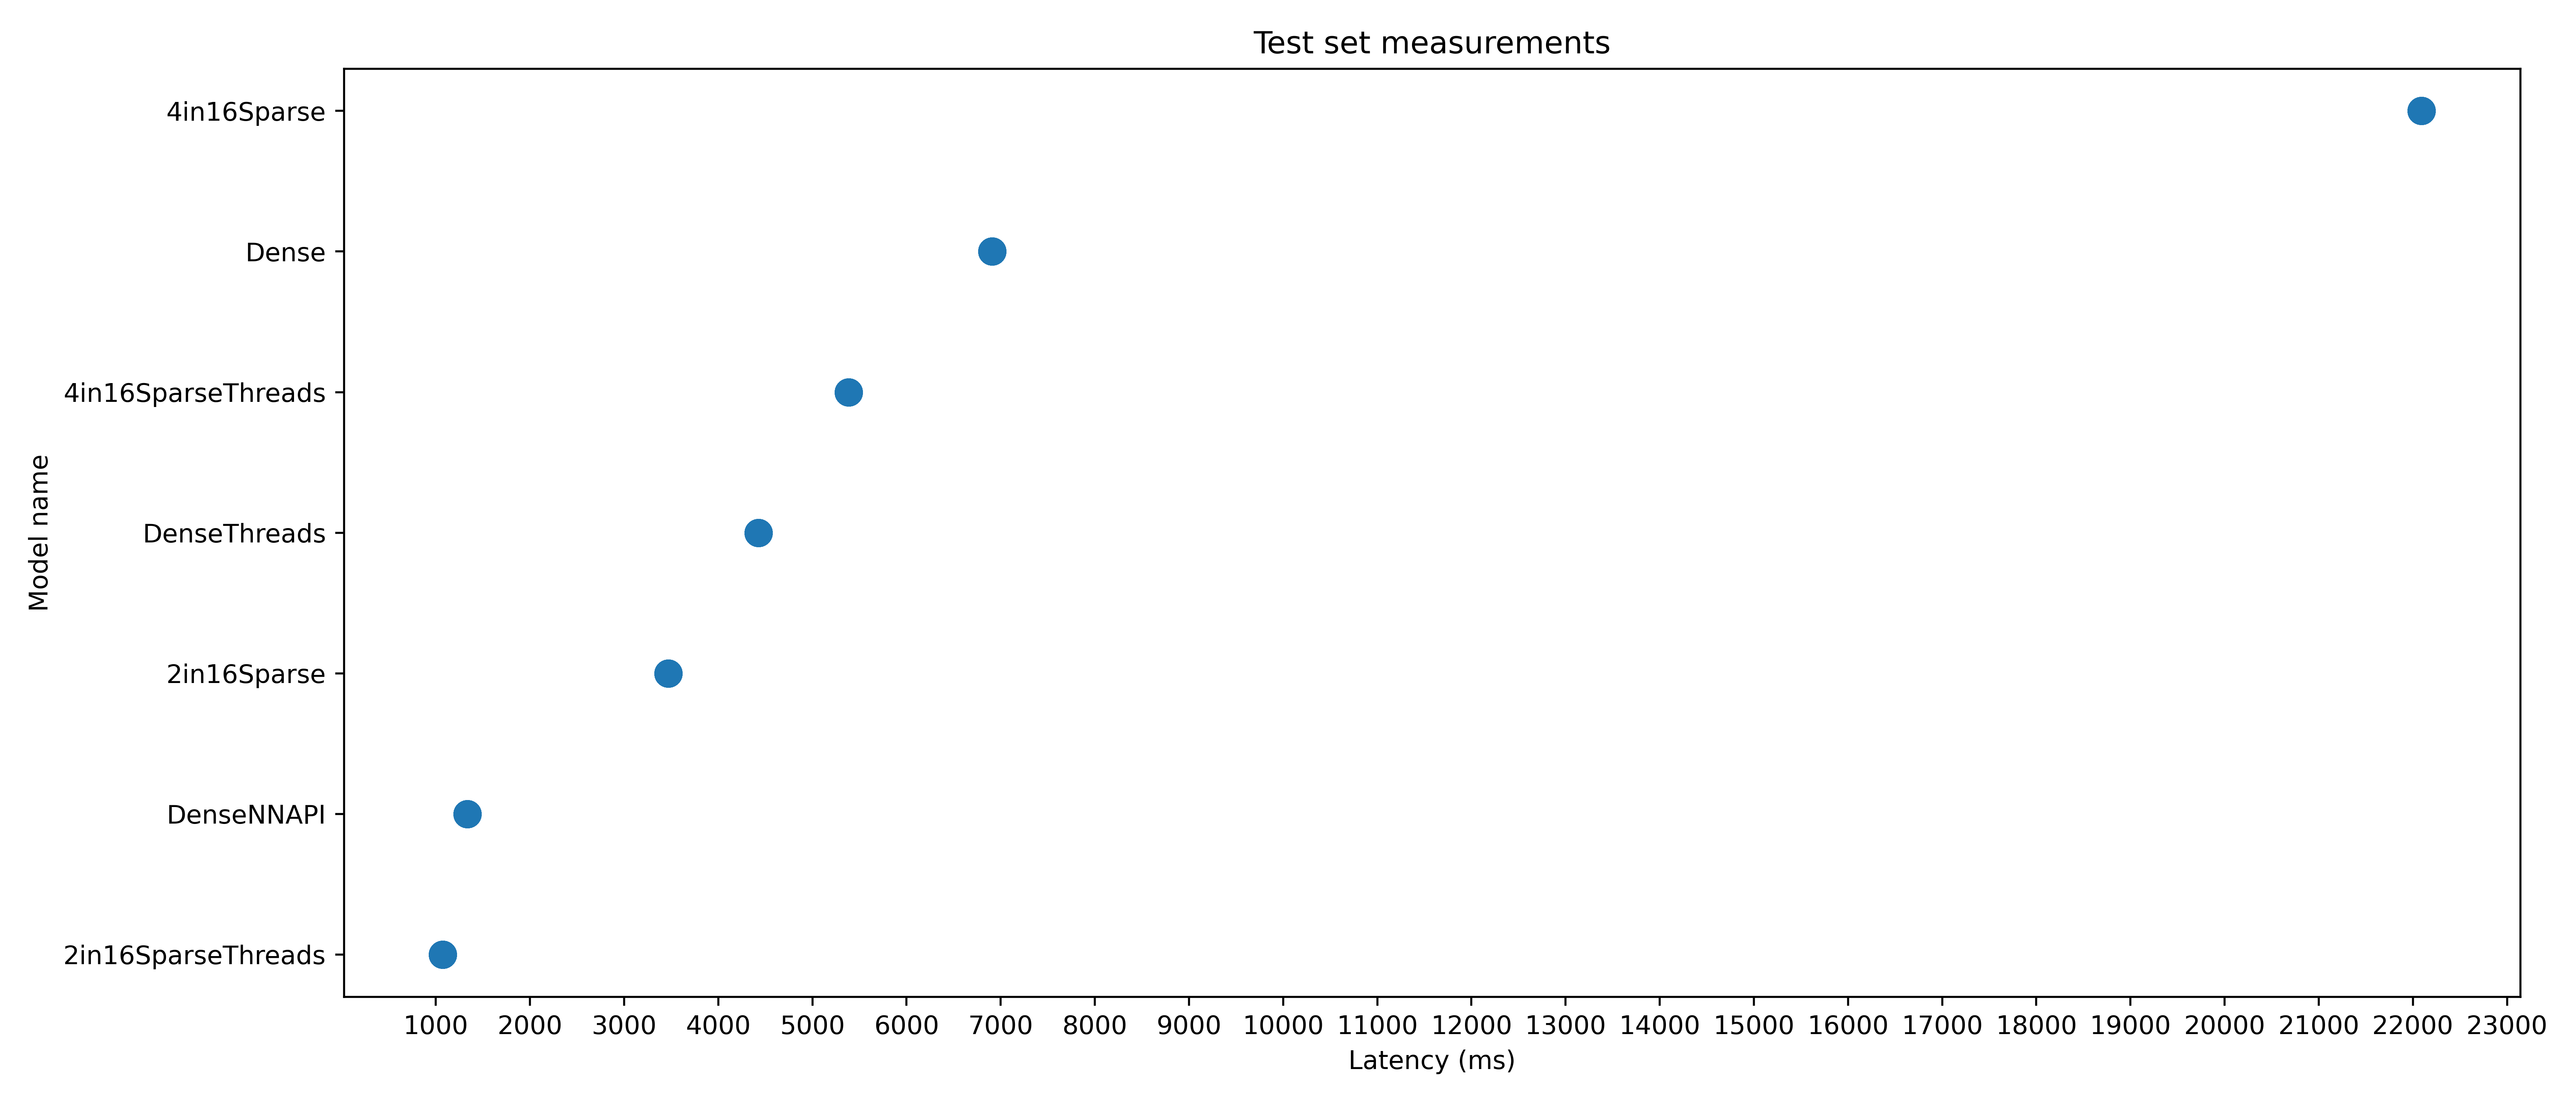 Test set measurements
4in16Sparse
Dense
4in16SparseThreads
DenseThreads
2in16Sparse
DenseNNAPI
2in16SparseThreads
Model name
1000 2000 3000 4000 5000 6000 7000 8000 9000 10000 11000 12000 13000 14000 15000 16000 17000 18000 19000 20000 21000 22000 23000
Latency (ms)